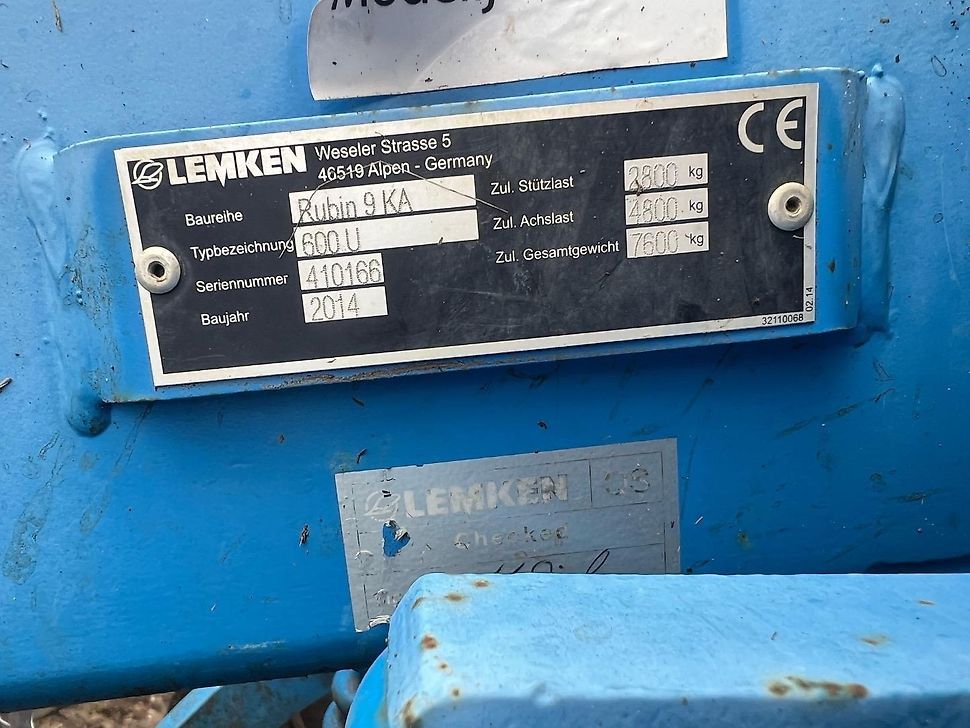 LEMKEN Weseler Strasse 5
46519 Alpen - Germany
CE
Baureihe Rubin 9 KA
Typbezeichnung 600.U
Seriennummer 410166
Baujahr 2014
Zul. Stützlast 2800 kg
Zul. Achslast 4800 kg
Zul. Gesamtgewicht 7600 kg
32110068
02.14
LEMKEN QS
Checked